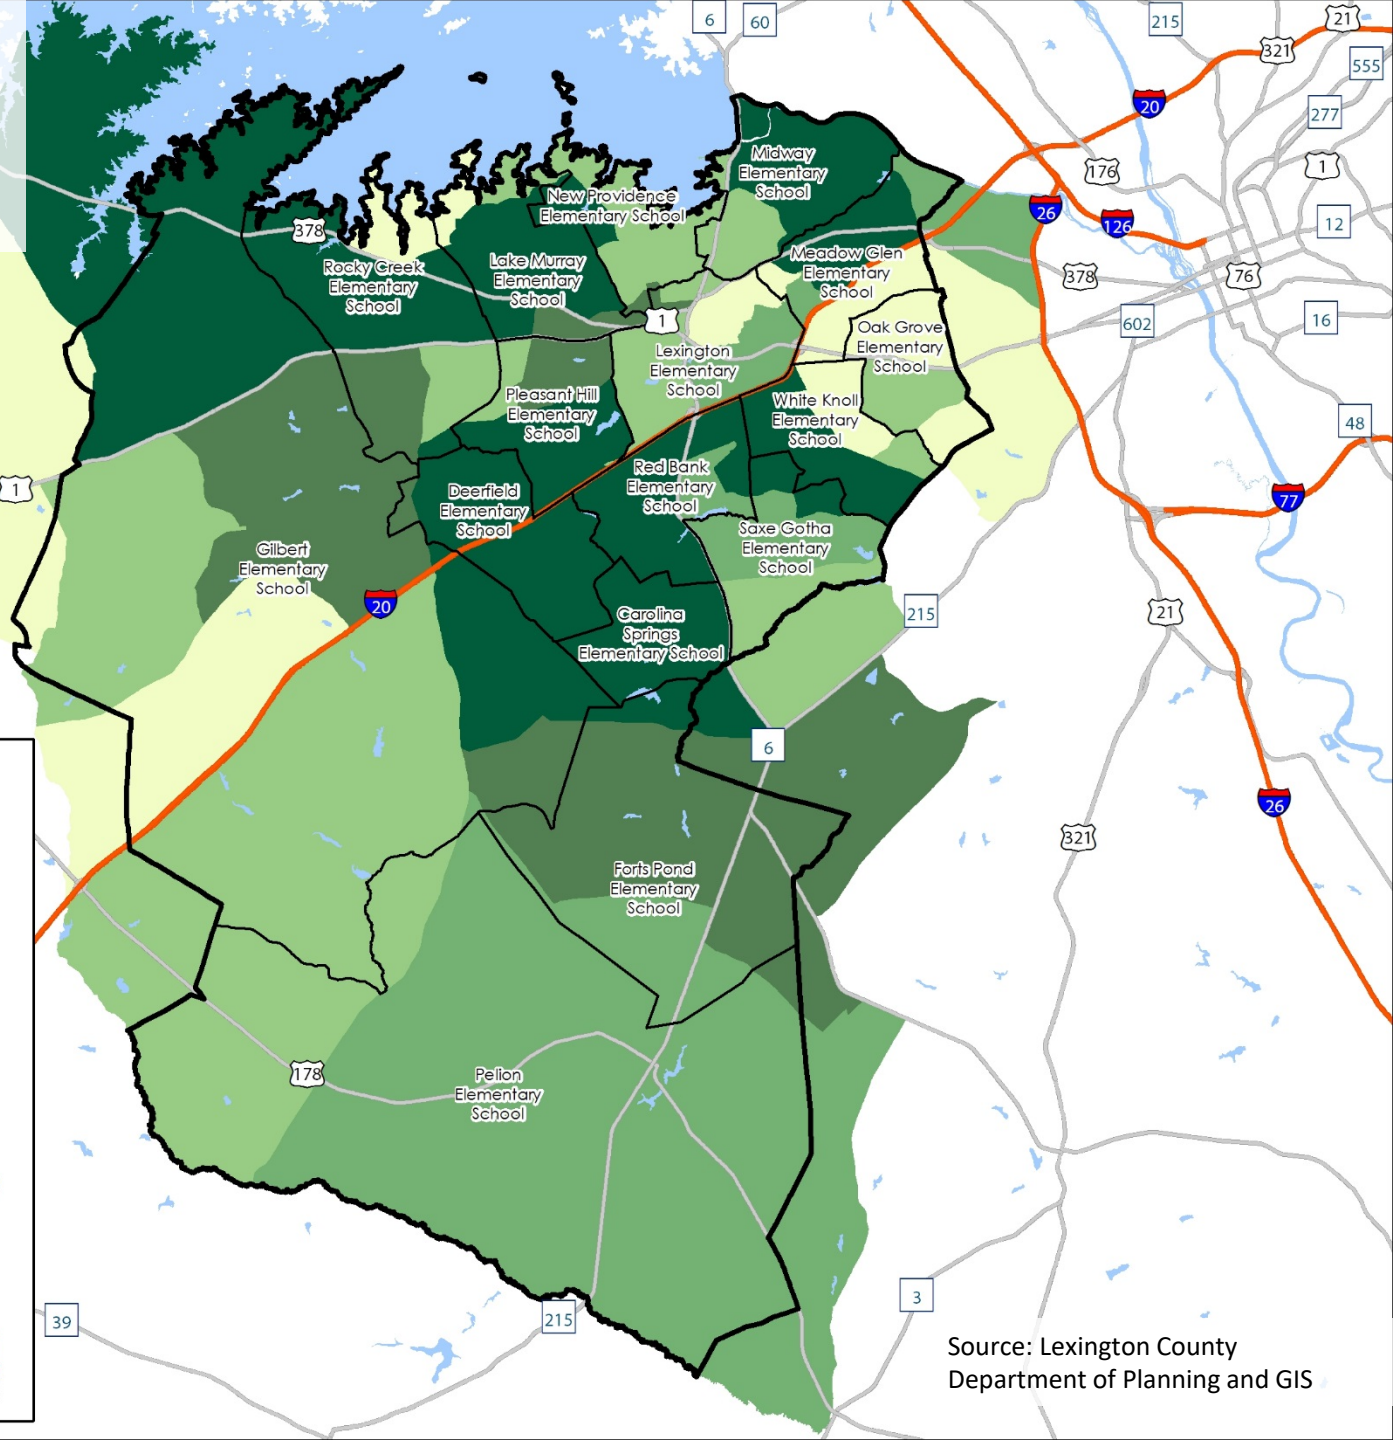 6
60
215
21
321
555
20
277
Midway
Elementary
School
176
1
New Providence
Elementary School
26
126
12
378
Meadow Glen
Elementary
School
Rocky Creek
Elementary
School
Lake Murray
Elementary
School
378
76
1
602
16
Oak Grove
Elementary
School
Lexington
Elementary
School
Pleasant Hill
Elementary
School
White Knoll
Elementary
School
48
1
Deerfield
Elementary
School
Red Bank
Elementary
School
77
Saxe Gotha
Elementary
School
Gilbert
Elementary
School
20
Carolina
Springs
Elementary School
215
21
6
26
321
Forts Pond
Elementary
School
178
Pelion
Elementary
School
39
215
3
Source: Lexington County
Department of Planning and GIS